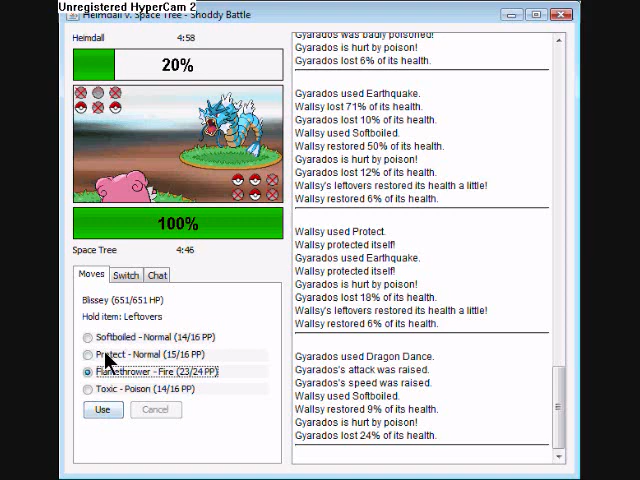 Unregistered HyperCam 2
Heimdall v. Space Tree - Shoddy Battle
Heimdall 4:58
20%
100%
Space Tree 4:46
Moves Switch Chat
Blissey (651/651 HP)
Hold item: Leftovers
Softboiled - Normal (14/16 PP)
Protect - Normal (15/16 PP)
Flamethrower - Fire (23/24 PP)
Toxic - Poison (14/16 PP)
Use Cancel
Gyarados was badly poisoned!
Gyarados is hurt by poison!
Gyarados lost 6% of its health.
Gyarados used Earthquake.
Wallsy lost 71% of its health.
Gyarados lost 10% of its health.
Wallsy used Softboiled.
Wallsy restored 50% of its health.
Gyarados is hurt by poison!
Gyarados lost 12% of its health.
Wallsy's leftovers restored its health a little!
Wallsy restored 6% of its health.
Wallsy used Protect.
Wallsy protected itself!
Gyarados used Earthquake.
Wallsy protected itself!
Gyarados is hurt by poison!
Gyarados lost 18% of its health.
Wallsy's leftovers restored its health a little!
Wallsy restored 6% of its health.
Gyarados used Dragon Dance.
Gyarados's attack was raised.
Gyarados's speed was raised.
Wallsy used Softboiled.
Wallsy restored 9% of its health.
Gyarados is hurt by poison!
Gyarados lost 24% of its health.